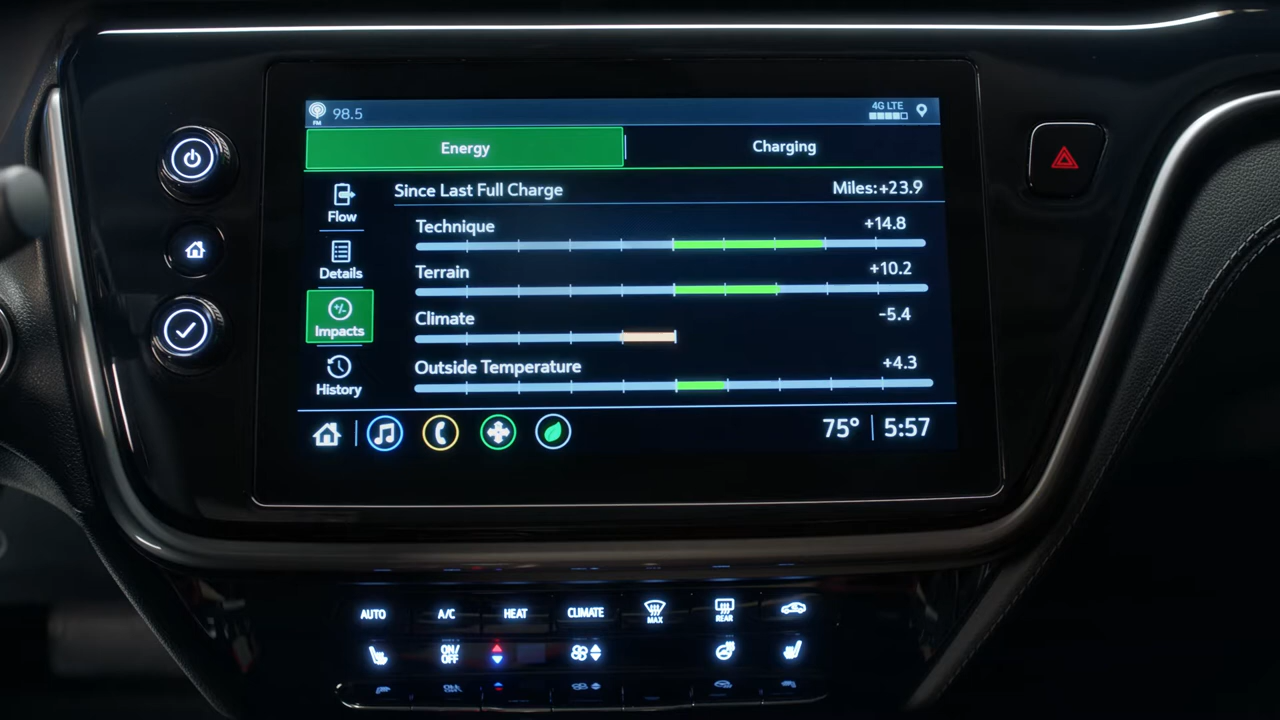 FM 98.5 4G LTE
Energy Charging
Since Last Full Charge Miles:+23.9
Flow
Technique +14.8
Details
Terrain +10.2
+/-
Impacts
Climate -5.4
History
Outside Temperature +4.3
75° 5:57
AUTO A/C HEAT CLIMATE MAX REAR
ON/
OFF